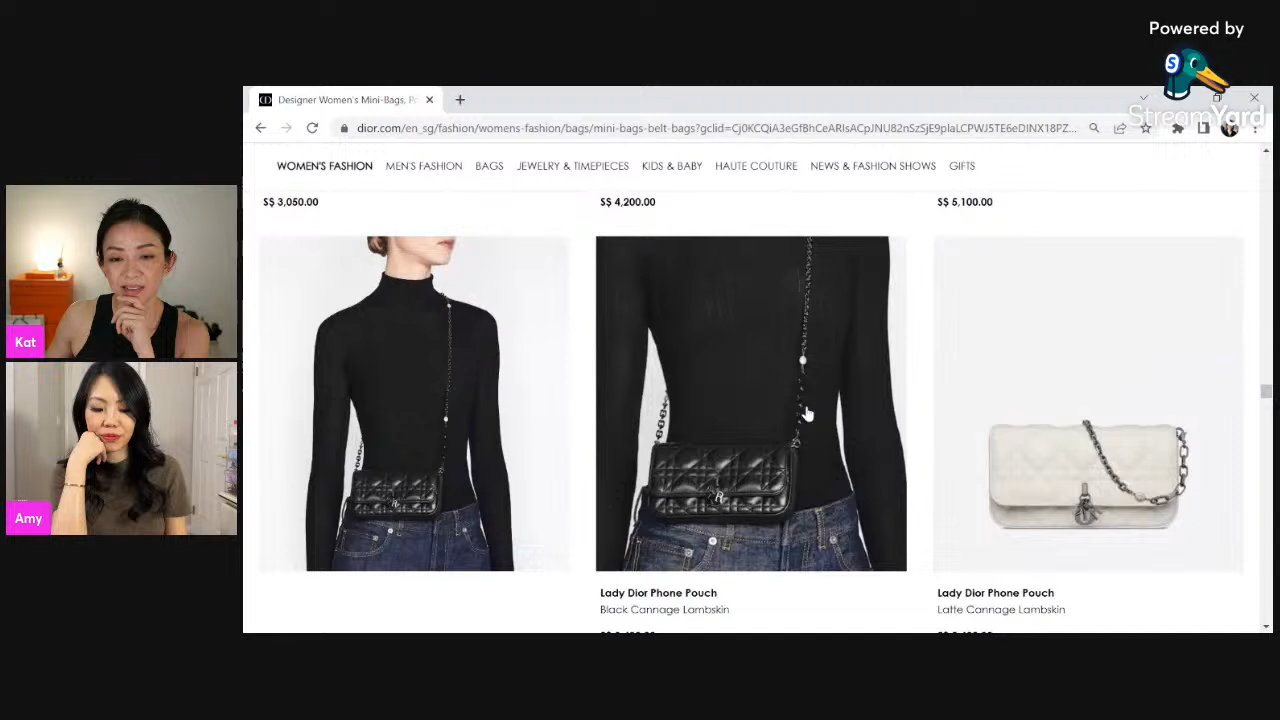 Powered by
StreamYard
Designer Women's Mini-Bags, P
dior.com/en_sg/fashion/womens-fashion/bags/mini-bags-belt-bags?gclid=
WOMEN'S FASHION MEN'S FASHION BAGS JEWELRY & TIMEPIECES KIDS & BABY HAUTE COUTURE NEWS & FASHION SHOWS GIFTS
S$ 3,050.00 S$ 4,200.00 S$ 5,100.00
Kat
Amy
Lady Dior Phone Pouch
Black Cannage Lambskin
Lady Dior Phone Pouch
Latte Cannage Lambskin